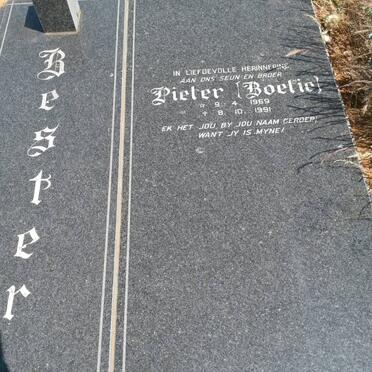 Bester
IN LIEFDEVOLLE HERINNERING
AAN ONS SEUN EN BROER
Pieter (Boetie)
☆ 9. 4. 1969
† 8. 10. 1991
EK HET JOU BY JOU NAAM GEROEP,
WANT JY IS MYNE!